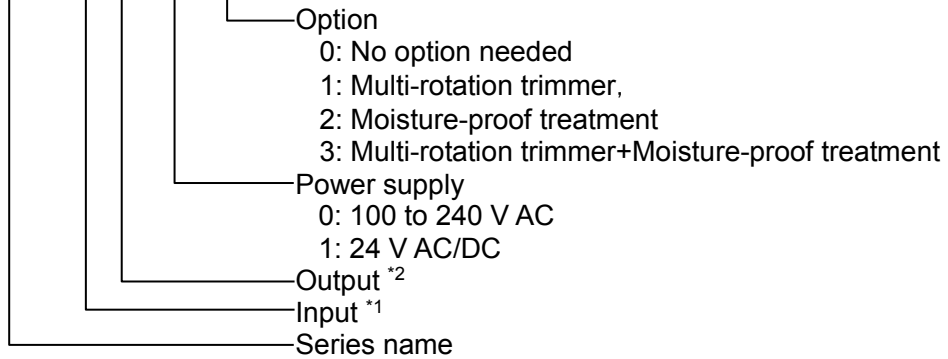 Option
0: No option needed
1: Multi-rotation trimmer,
2: Moisture-proof treatment
3: Multi-rotation trimmer+Moisture-proof treatment
Power supply
0: 100 to 240 V AC
1: 24 V AC/DC
Output *2
Input *1
Series name